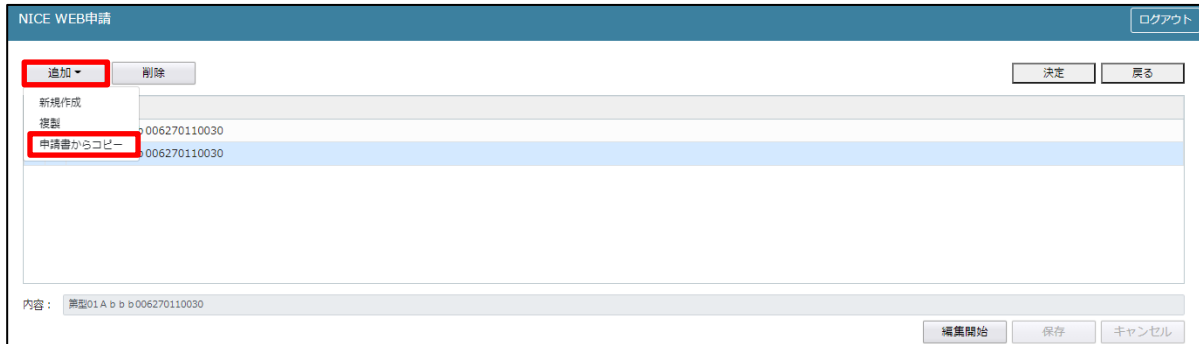 NICE WEB申請 ログアウト
追加 削除 決定 戻る
新規作成
複製
b 006270110030
申請書からコピー
b 006270110030
内容： 第型01A b b b 006270110030
編集開始 保存 キャンセル